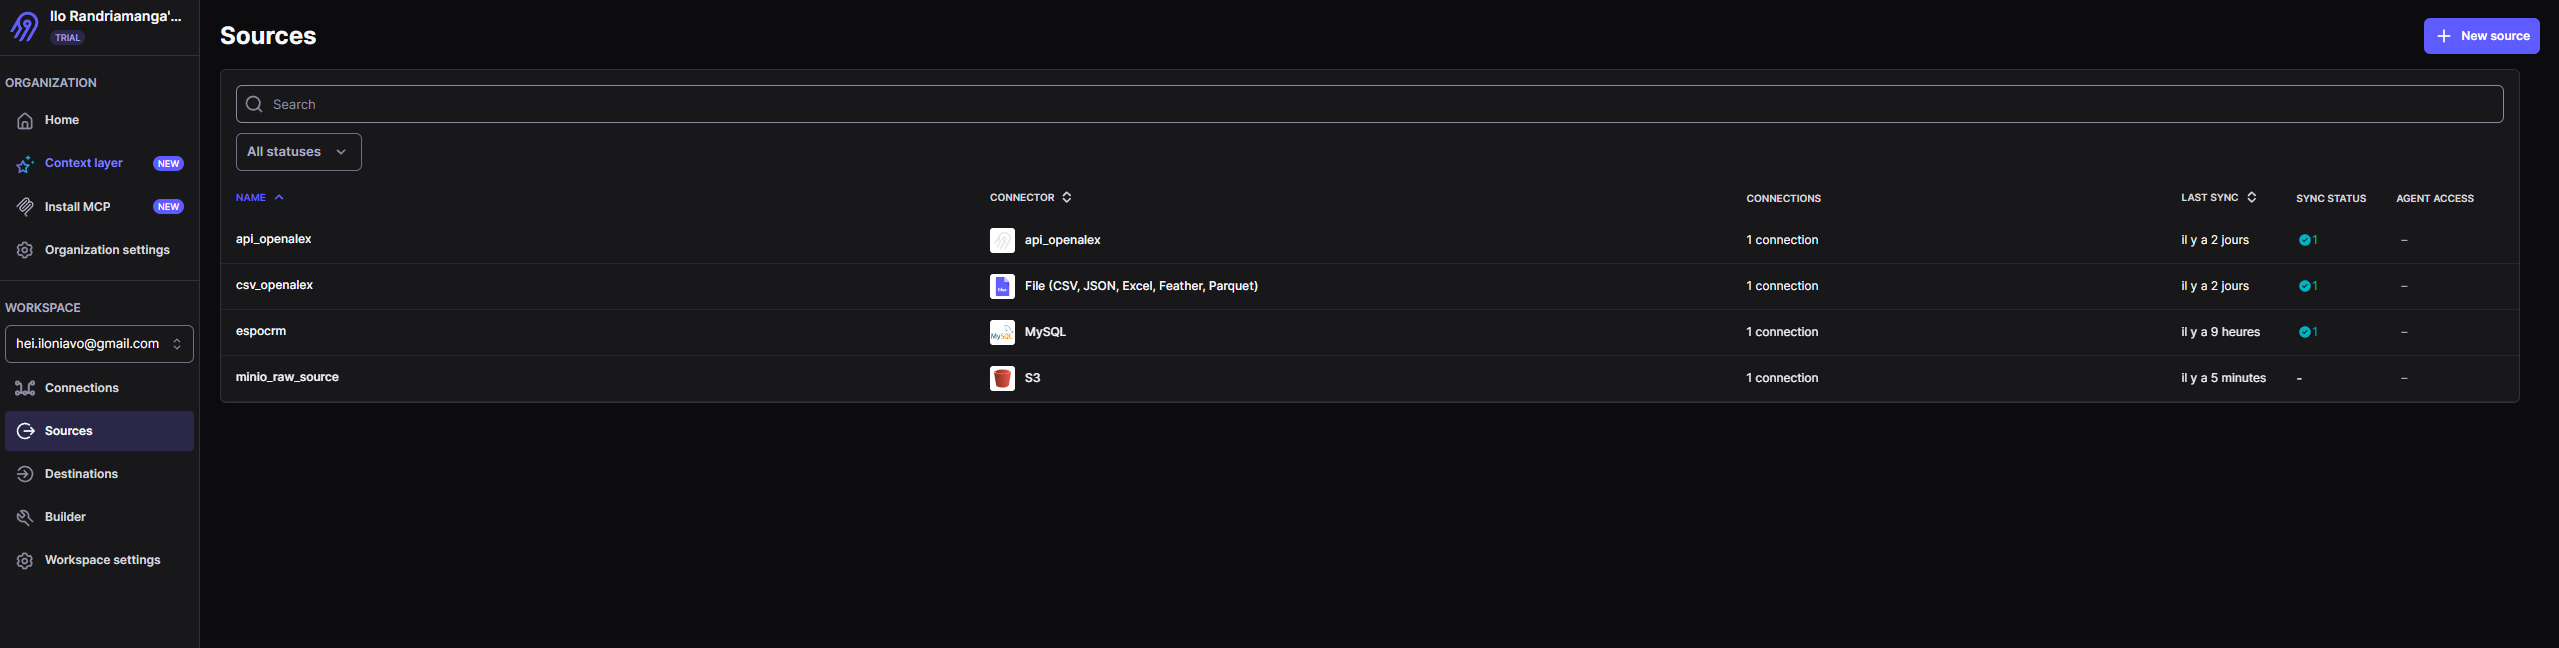 Ilo Randriamanga'...
TRIAL
ORGANIZATION
Home
Context layer NEW
Install MCP NEW
Organization settings
WORKSPACE
hei.iloniavo@gmail.com
Connections
Sources
Destinations
Builder
Workspace settings
Sources
New source
Search
All statuses
NAME CONNECTOR CONNECTIONS LAST SYNC SYNC STATUS AGENT ACCESS
api_openalex api_openalex 1 connection il y a 2 jours 1 –
csv_openalex File (CSV, JSON, Excel, Feather, Parquet) 1 connection il y a 2 jours 1 –
espocrm MySQL MySQL 1 connection il y a 9 heures 1 –
minio_raw_source S3 1 connection il y a 5 minutes - –